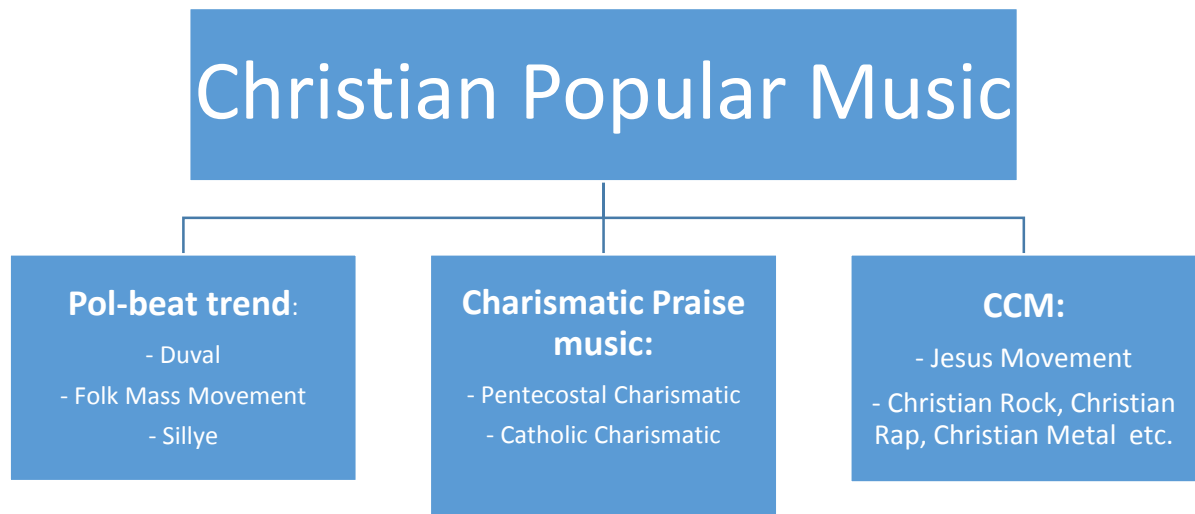 Christian Popular Music
Pol-beat trend:
- Duval
- Folk Mass Movement
- Sillye
Charismatic Praise
music:
- Pentecostal Charismatic
- Catholic Charismatic
CCM:
- Jesus Movement
- Christian Rock, Christian
Rap, Christian Metal  etc.